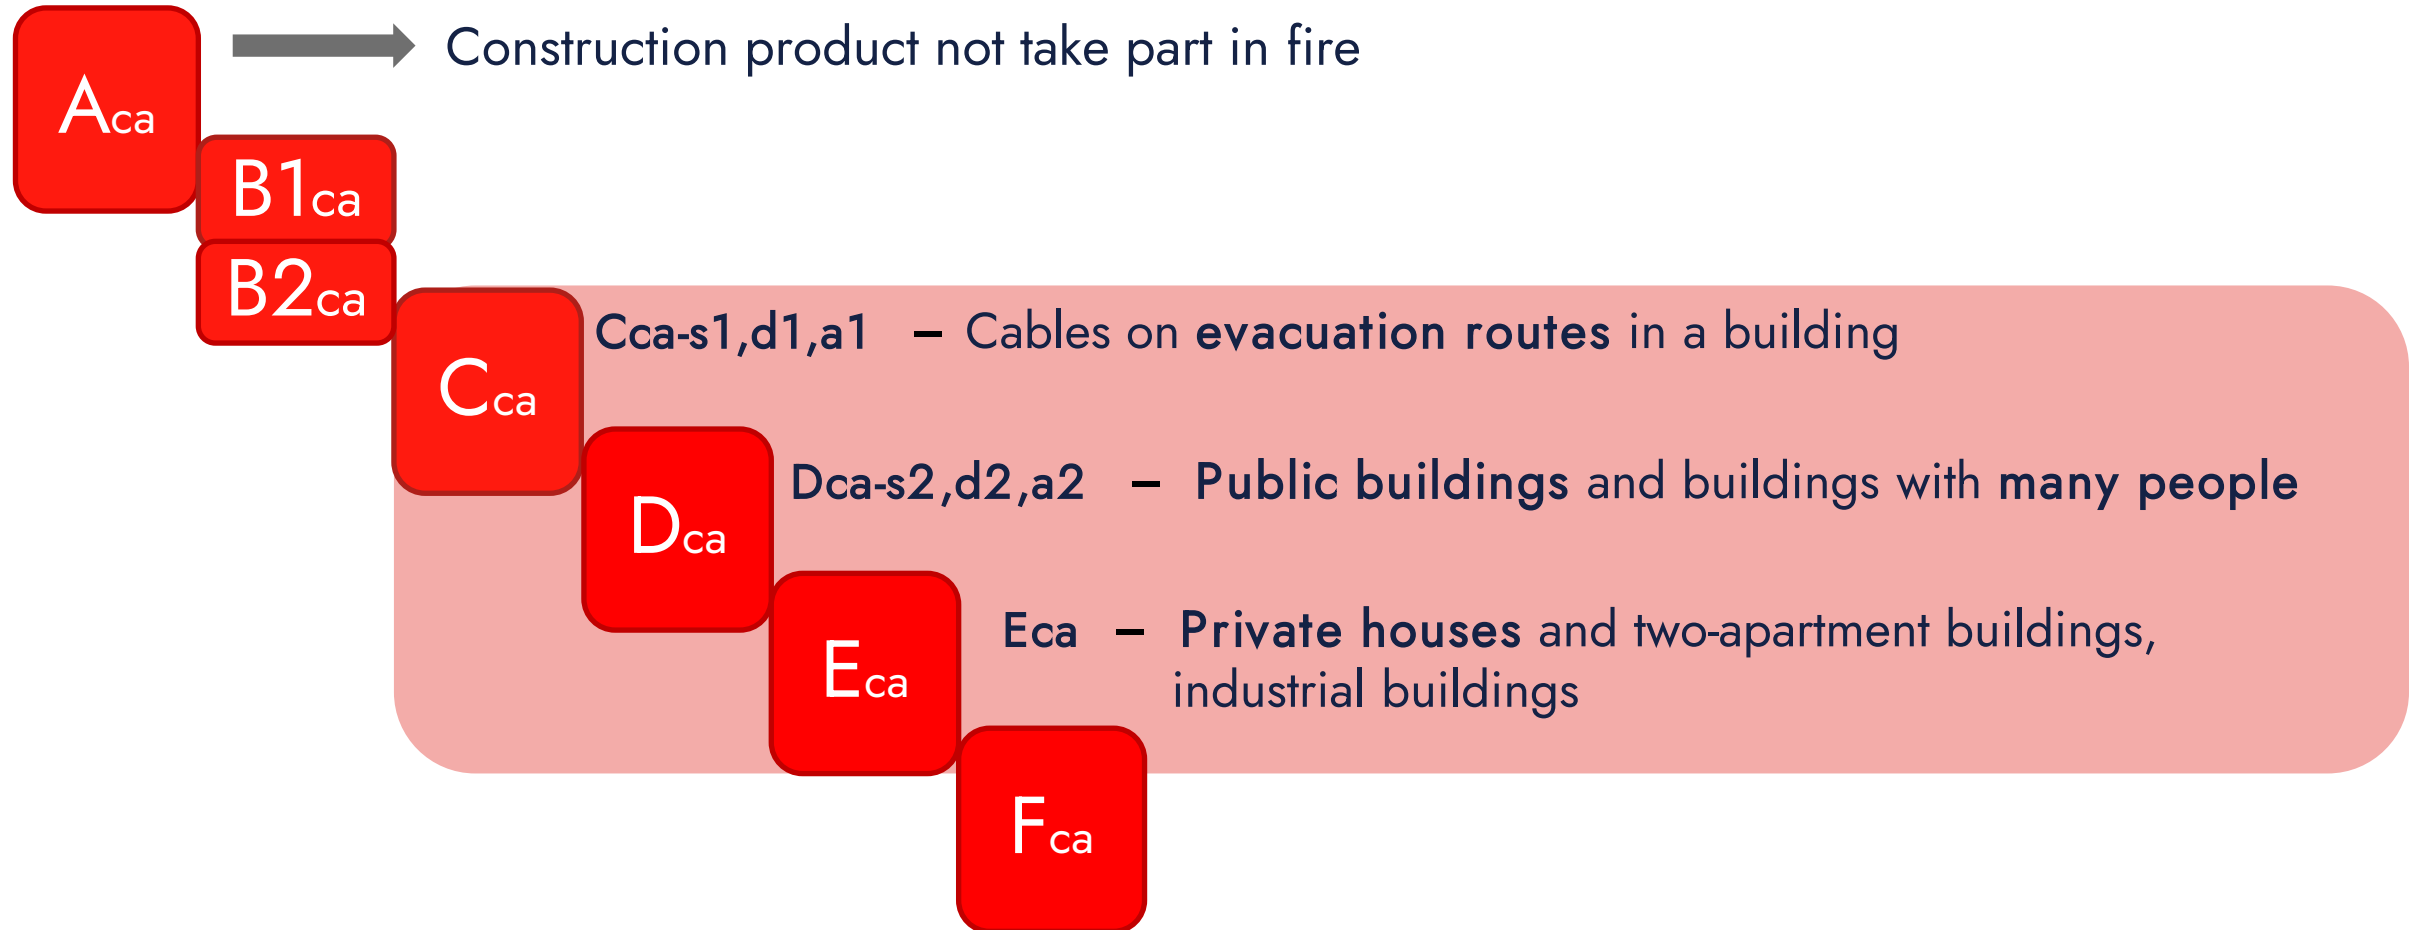 Aca
Construction product not take part in fire
B1ca
B2ca
Cca
Cca-s1,d1,a1 – Cables on evacuation routes in a building
Dca
Dca-s2,d2,a2 – Public buildings and buildings with many people
Eca
Eca – Private houses and two-apartment buildings,
industrial buildings
Fca